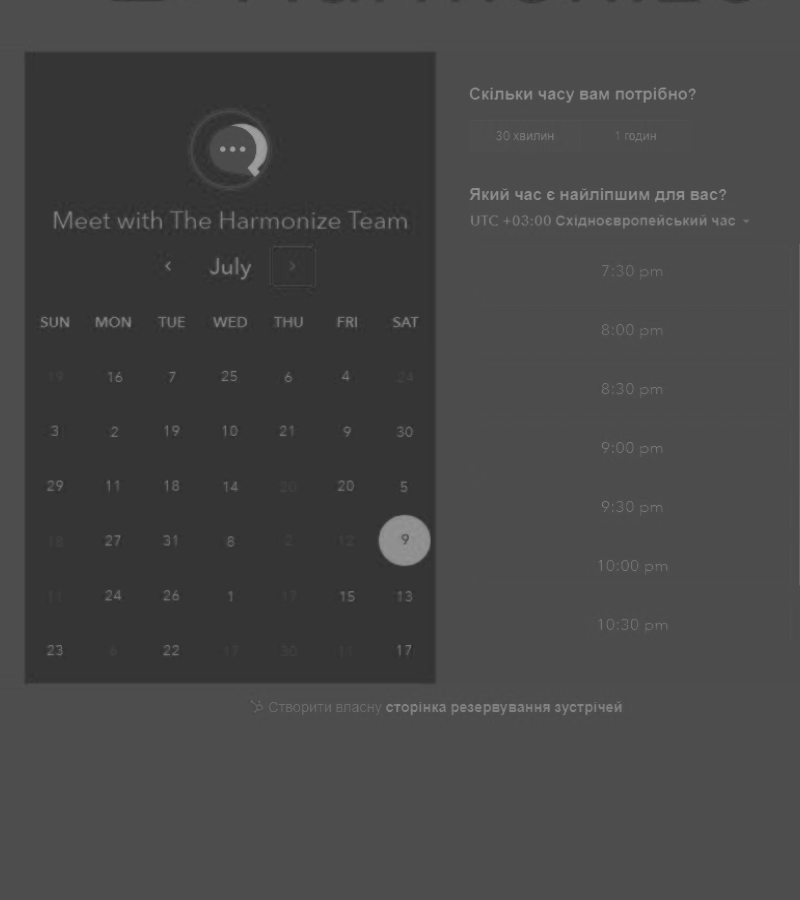 Meet with The Harmonize Team
July
SUN MON TUE WED THU FRI SAT
19 16 7 25 6 4 24
3 2 19 10 21 9 30
29 11 18 14 20 20 5
18 27 31 8 2 12 9
11 24 26 1 17 15 13
23 6 22 17 30 11 17
Скільки часу вам потрібно?
30 хвилин 1 годин
Який час є найліпшим для вас?
UTC +03:00 Східноєвропейський час
7:30 pm
8:00 pm
8:30 pm
9:00 pm
9:30 pm
10:00 pm
10:30 pm
Створити власну сторінка резервування зустрічей